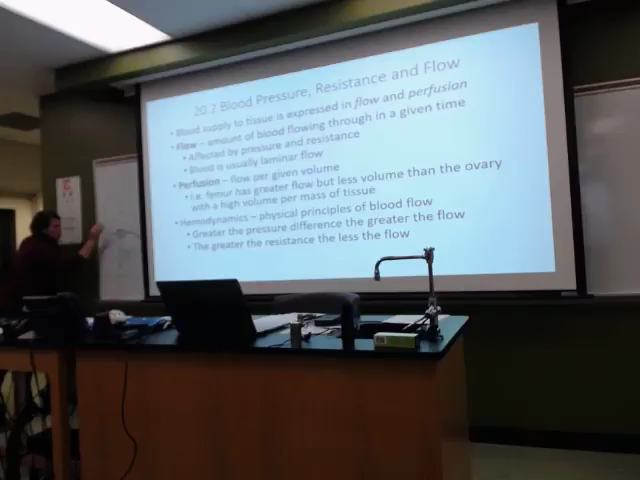 20.2 Blood Pressure, Resistance and Flow
• Blood supply to tissue is expressed in flow and perfusion
• Flow – amount of blood flowing through in a given time
• Affected by pressure and resistance
• Blood is usually laminar flow
• Perfusion – flow per given volume
• i.e. femur has greater flow but less volume than the ovary
with a high volume per mass of tissue
• Hemodynamics – physical principles of blood flow
• Greater the pressure difference the greater the flow
• The greater the resistance the less the flow